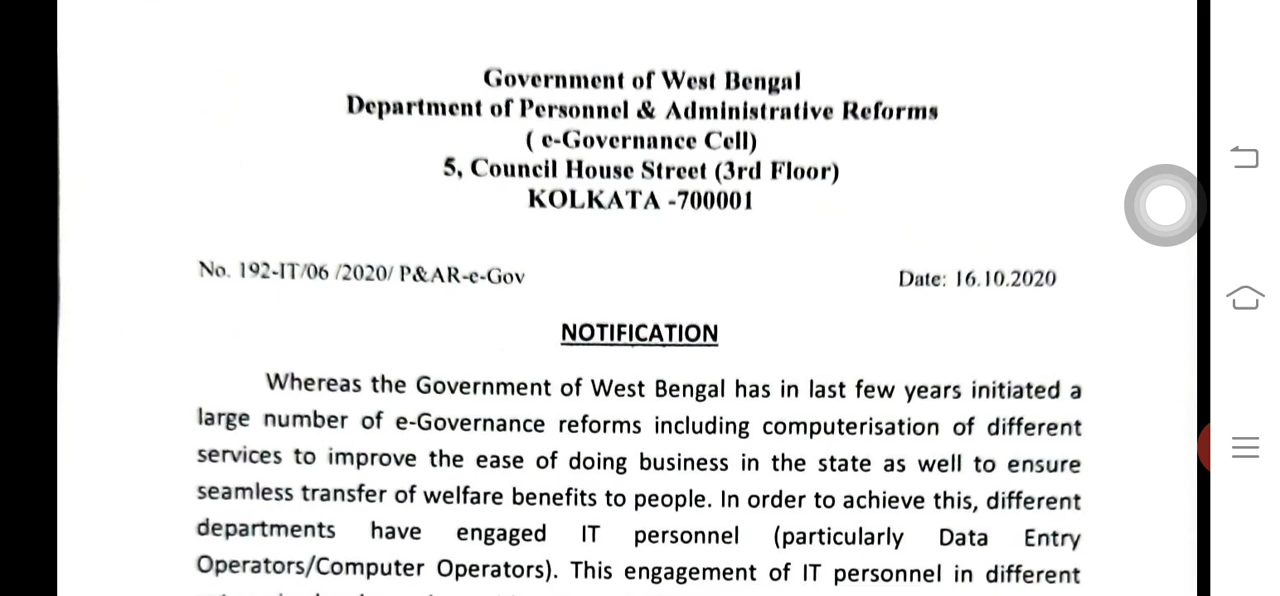 Government of West Bengal
Department of Personnel & Administrative Reforms
( e-Governance Cell)
5, Council House Street (3rd Floor)
KOLKATA -700001
No. 192-IT/06 /2020/ P&AR-e-Gov
Date: 16.10.2020
NOTIFICATION
Whereas the Government of West Bengal has in last few years initiated a
large number of e-Governance reforms including computerisation of different
services to improve the ease of doing business in the state as well to ensure
seamless transfer of welfare benefits to people. In order to achieve this, different
departments have engaged IT personnel (particularly Data Entry
Operators/Computer Operators). This engagement of IT personnel in different